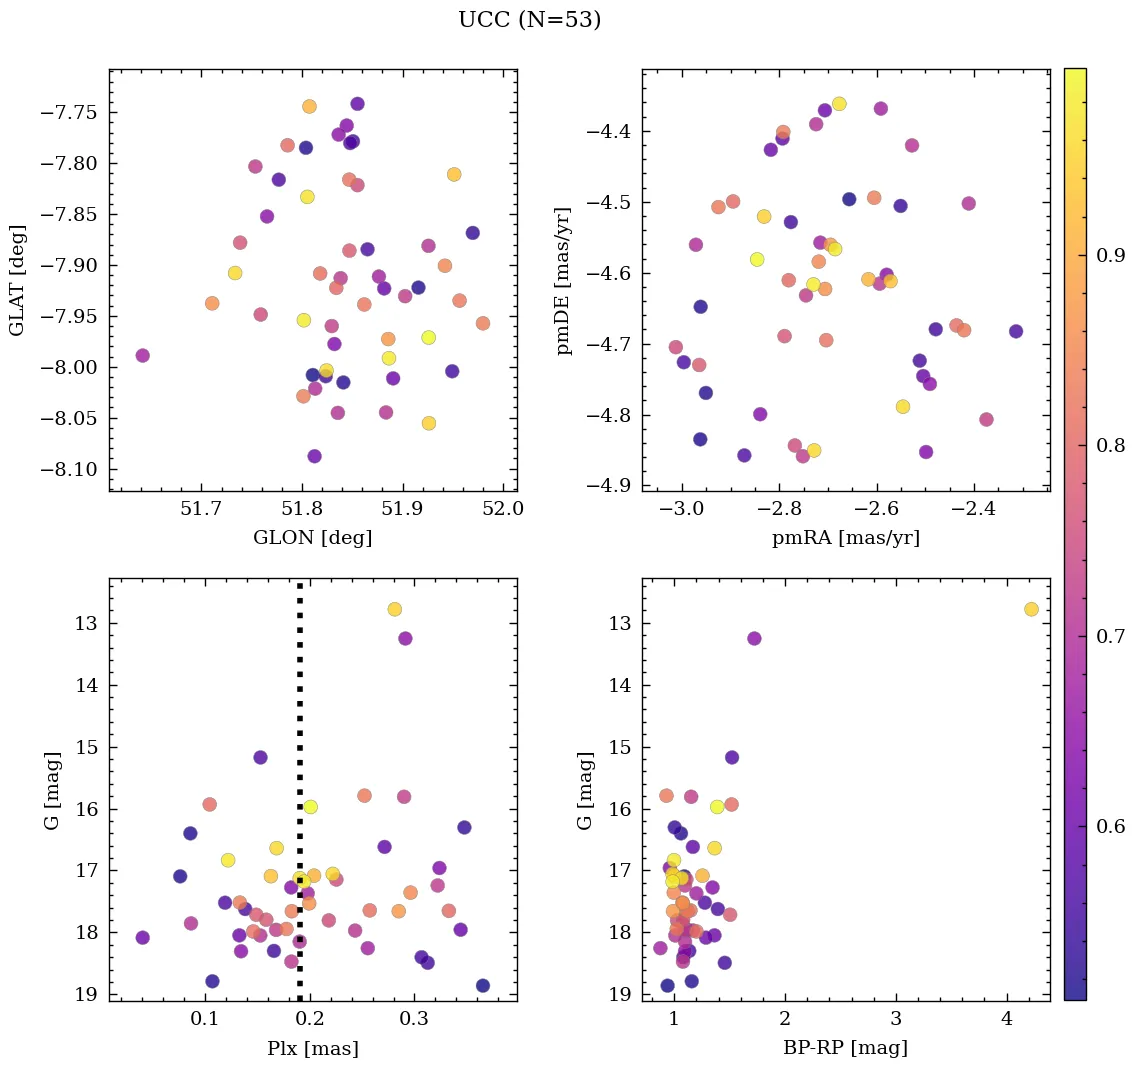 UCC (N=53)
−7.75
−7.80
−7.85
−7.90
−7.95
−8.00
−8.05
−8.10
GLAT [deg]
51.7 51.8 51.9 52.0
GLON [deg]
−4.4
−4.5
−4.6
−4.7
−4.8
−4.9
pmDE [mas/yr]
−3.0 −2.8 −2.6 −2.4
pmRA [mas/yr]
13
14
15
16
17
18
19
G [mag]
0.1 0.2 0.3
Plx [mas]
13
14
15
16
17
18
19
G [mag]
1 2 3 4
BP-RP [mag]
0.9
0.8
0.7
0.6